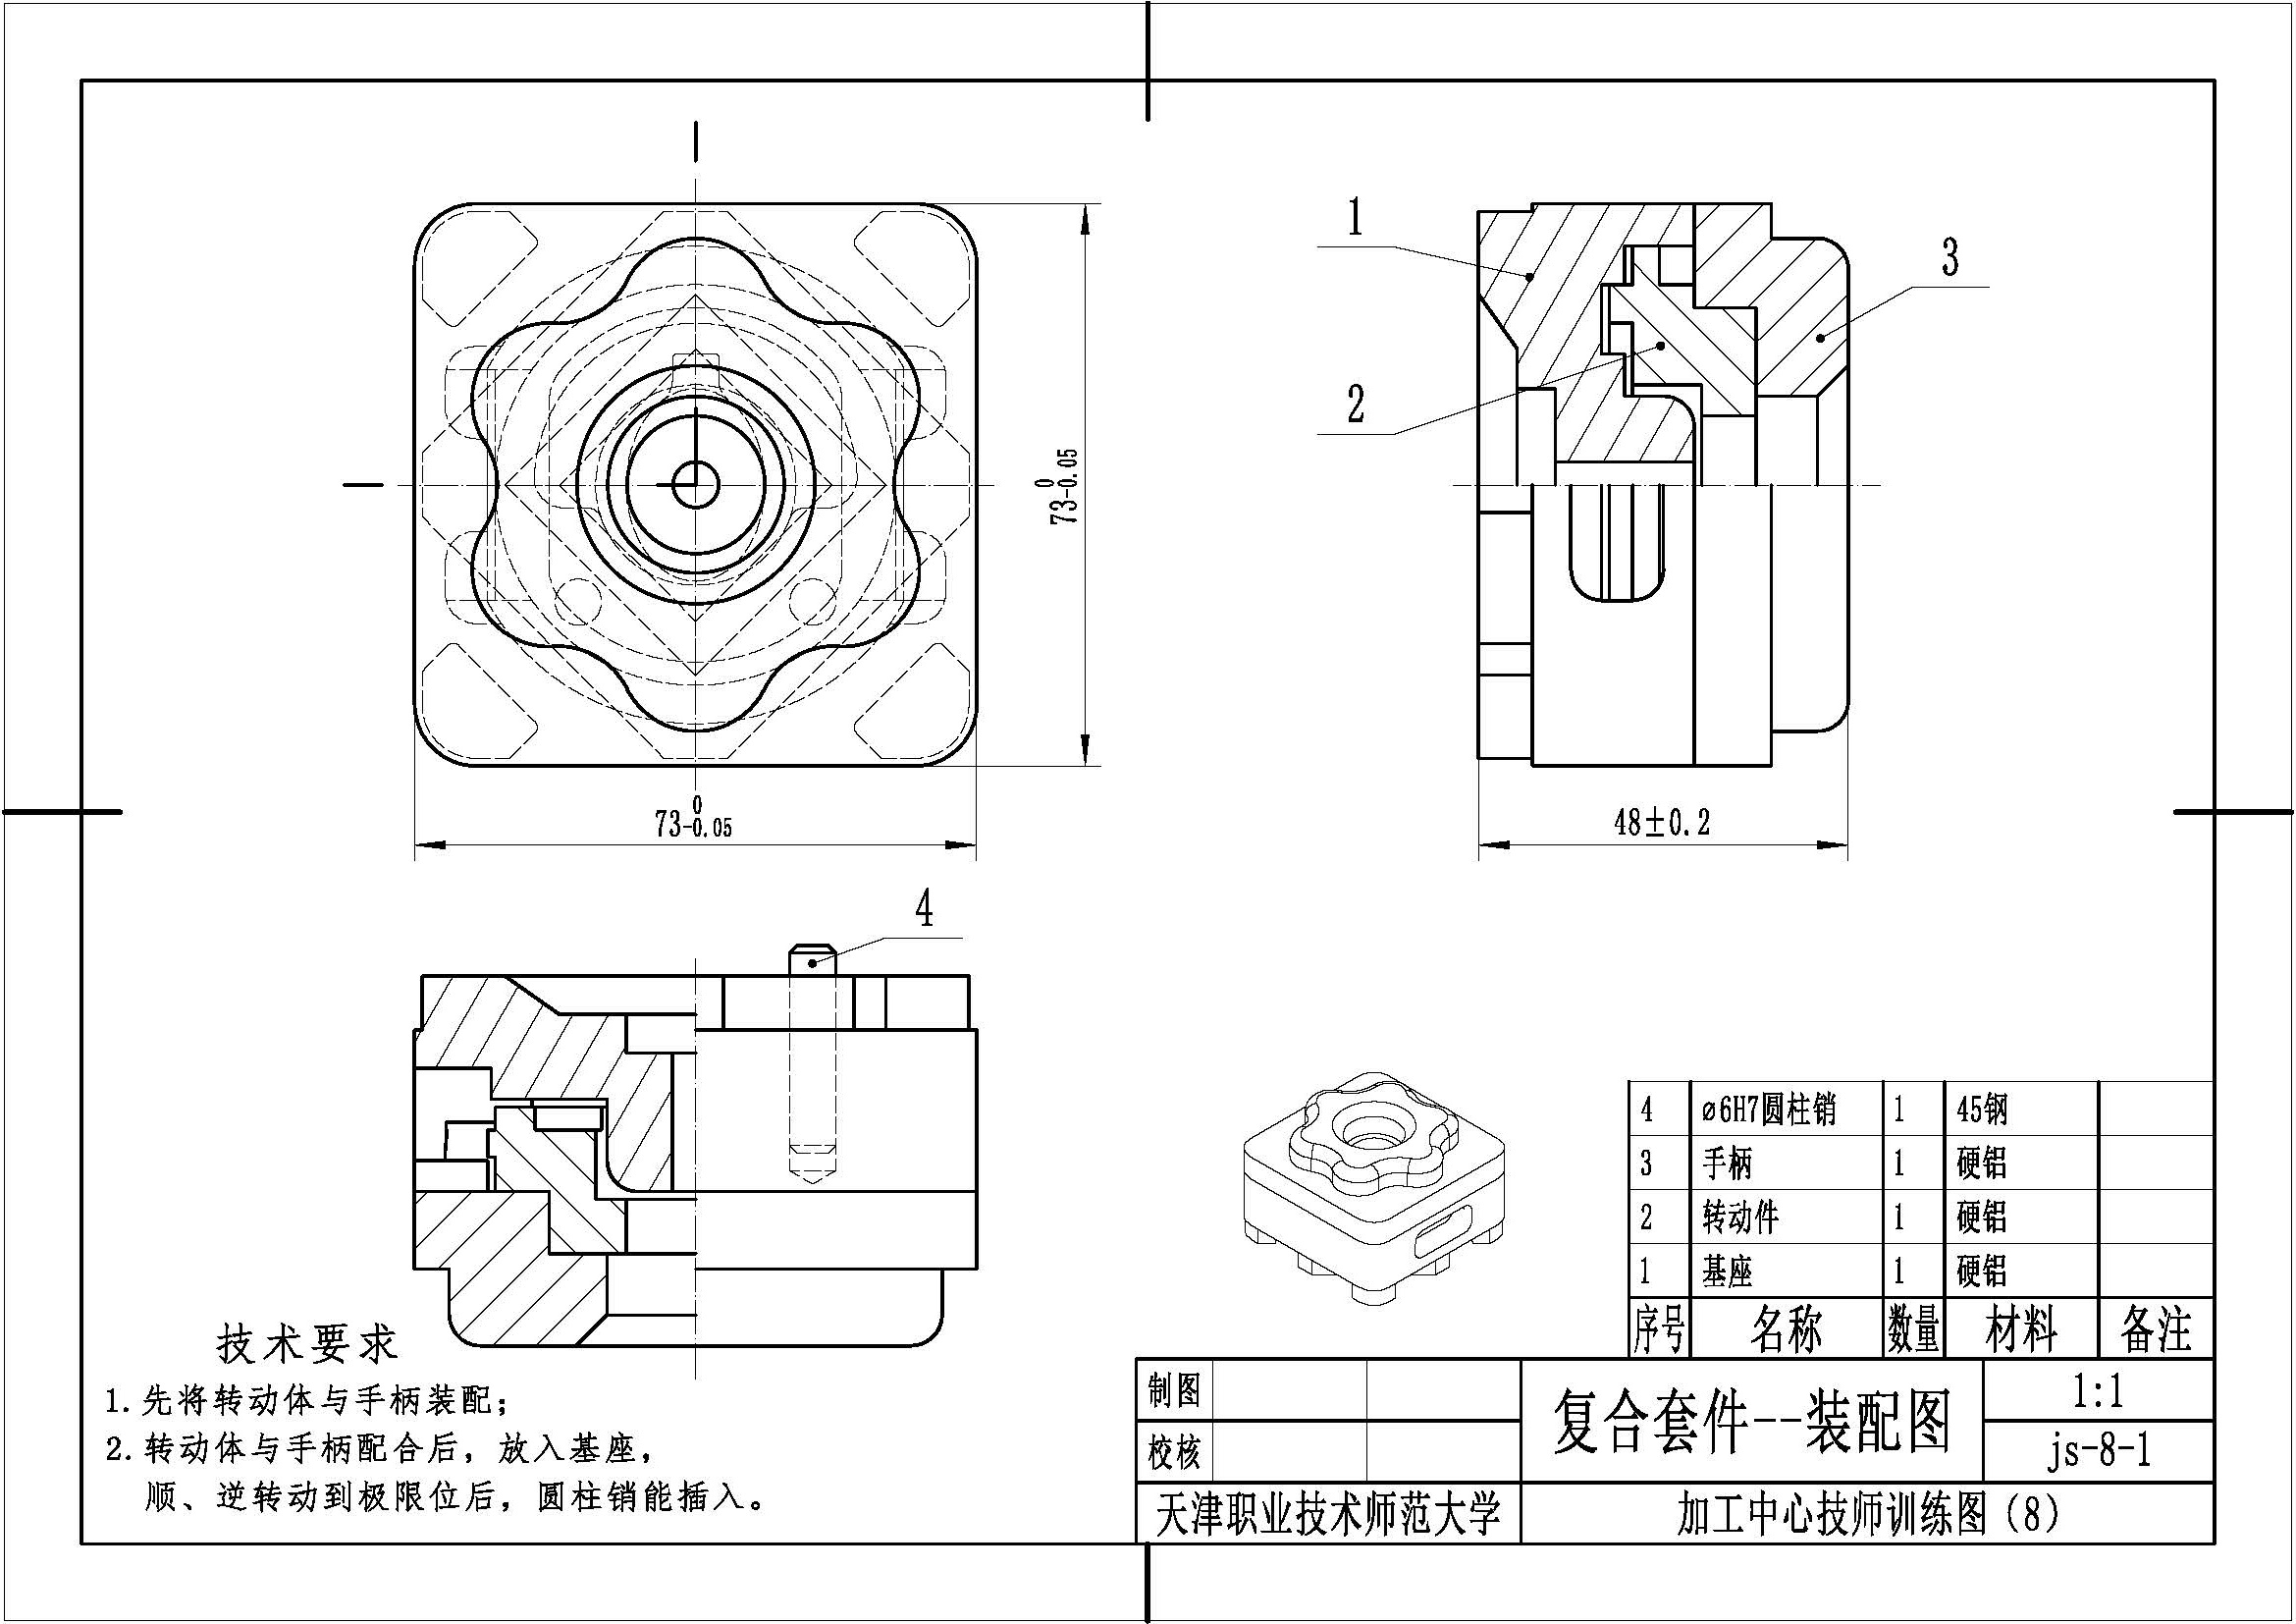 1
3
2
73 0 -0.05
73 0 -0.05
48±0.2
4
4 ⌀6H7圆柱销 1 45钢
3 手柄 1 硬铝
2 转动件 1 硬铝
1 基座 1 硬铝
序号 名称 数量 材料 备注
技术要求
1.先将转动体与手柄装配；
2.转动体与手柄配合后，放入基座，
顺、逆转动到极限位后，圆柱销能插入。
制图
校核
复合套件--装配图
1:1
js-8-1
天津职业技术师范大学
加工中心技师训练图（8）